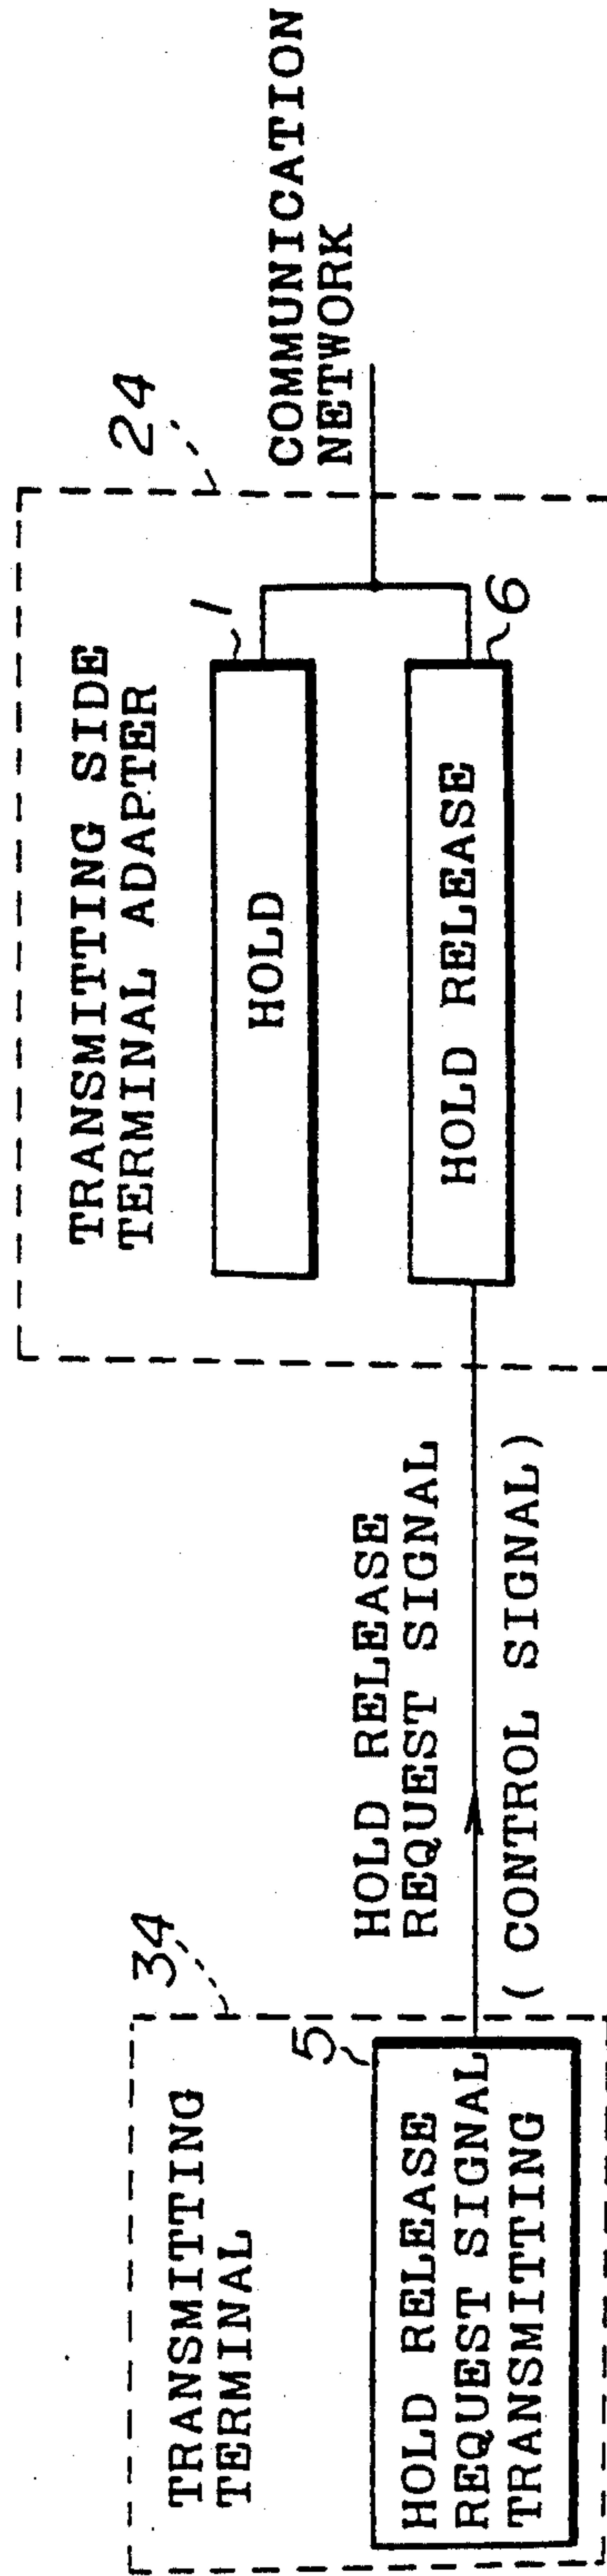 TRANSMITTING
TERMINAL
34
5
HOLD RELEASE
REQUEST SIGNAL
TRANSMITTING
HOLD RELEASE
REQUEST SIGNAL
( CONTROL SIGNAL)
24
TRANSMITTING SIDE
TERMINAL ADAPTER
1
HOLD
6
HOLD RELEASE
COMMUNICATION
NETWORK